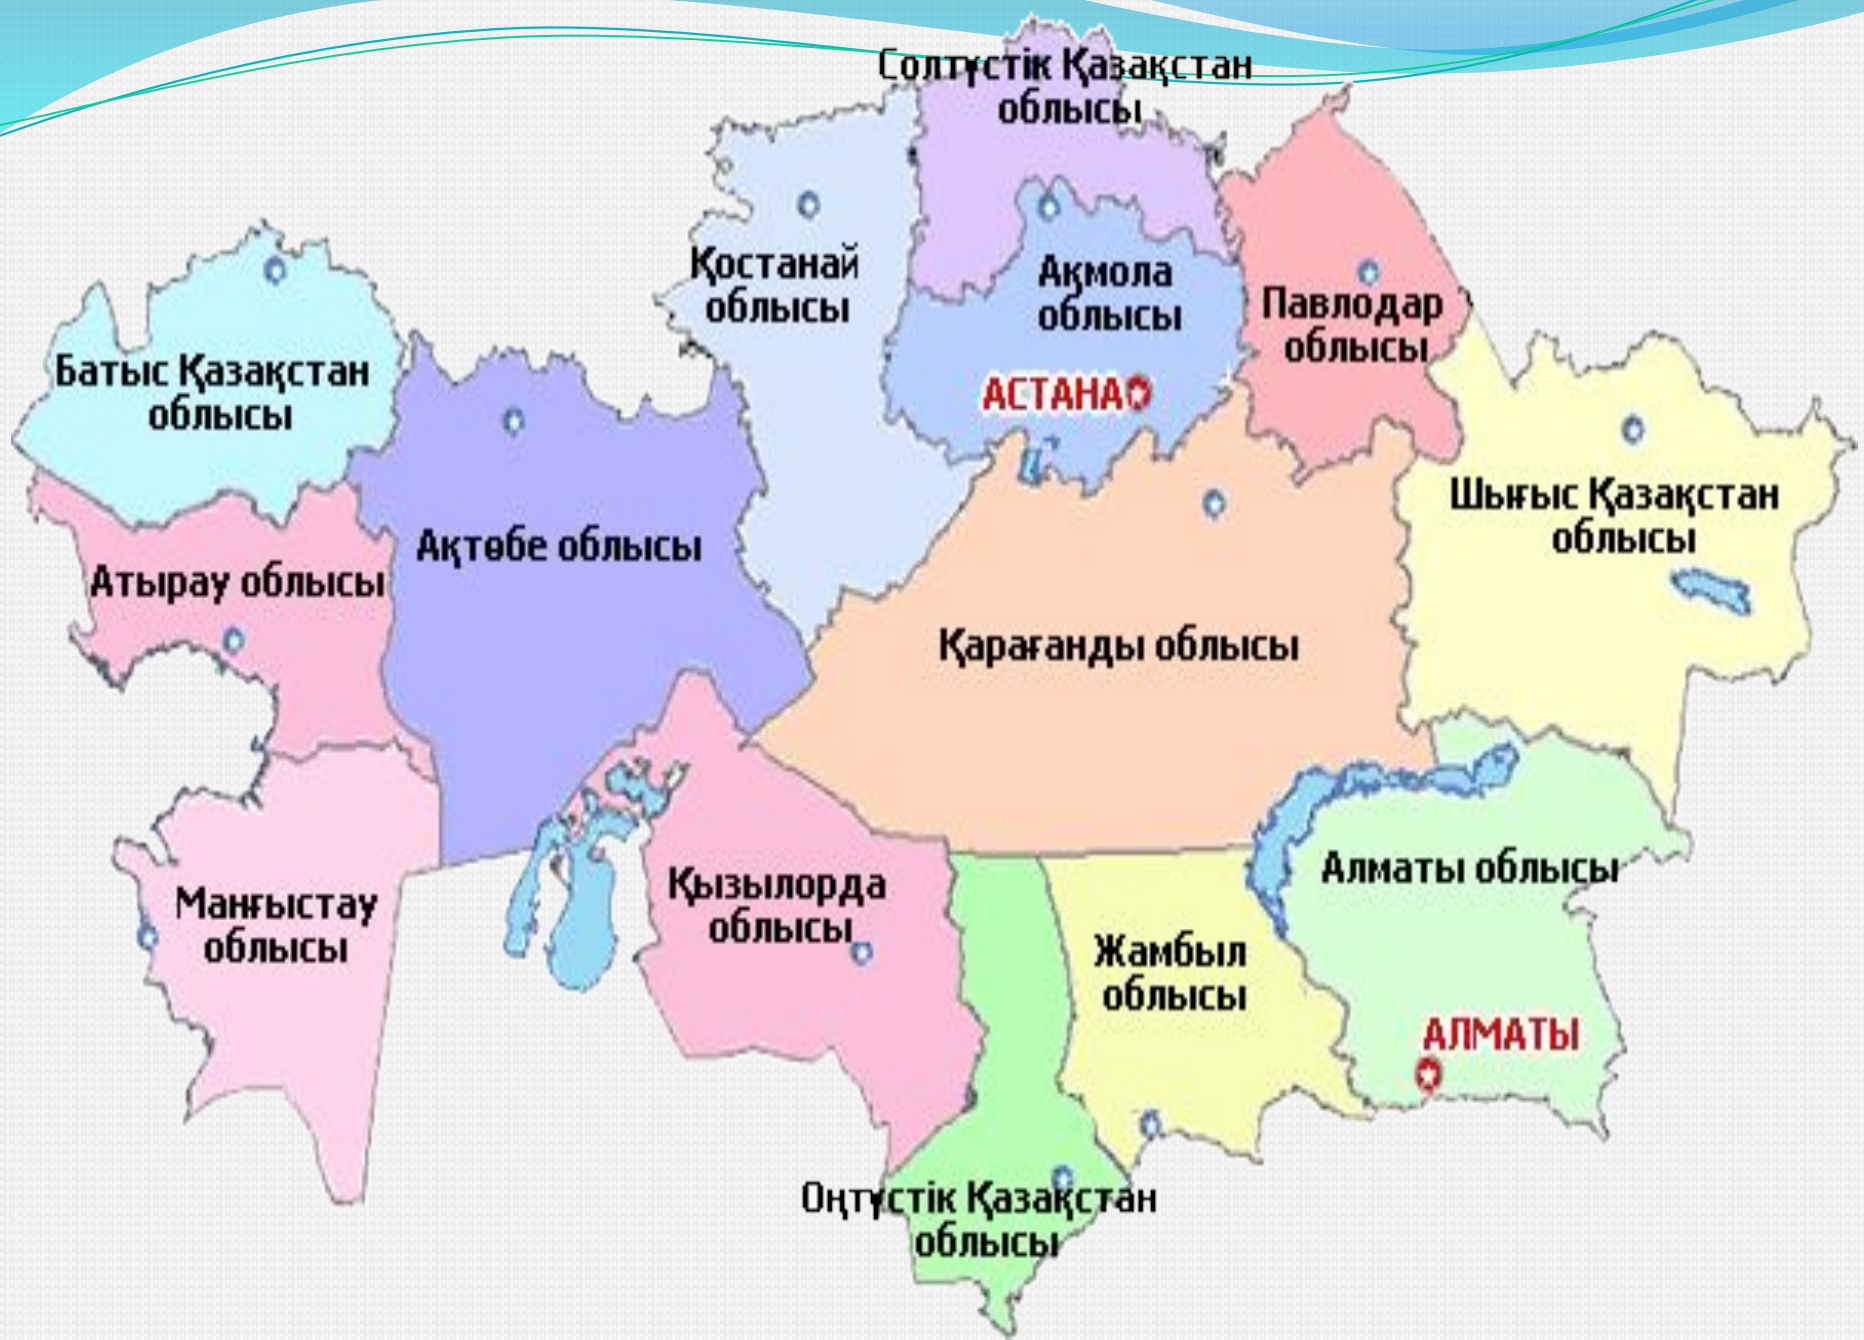 Солтүстік Қазақстан
облысы
Қостанай
облысы
Ақмола
облысы
Павлодар
облысы
Батыс Қазақстан
облысы
АСТАНА
Шығыс Қазақстан
облысы
Ақтөбе облысы
Атырау облысы
Қарағанды облысы
Алматы облысы
Маңғыстау
облысы
Қызылорда
облысы
Жамбыл
облысы
АЛМАТЫ
Оңтүстік Қазақстан
облысы